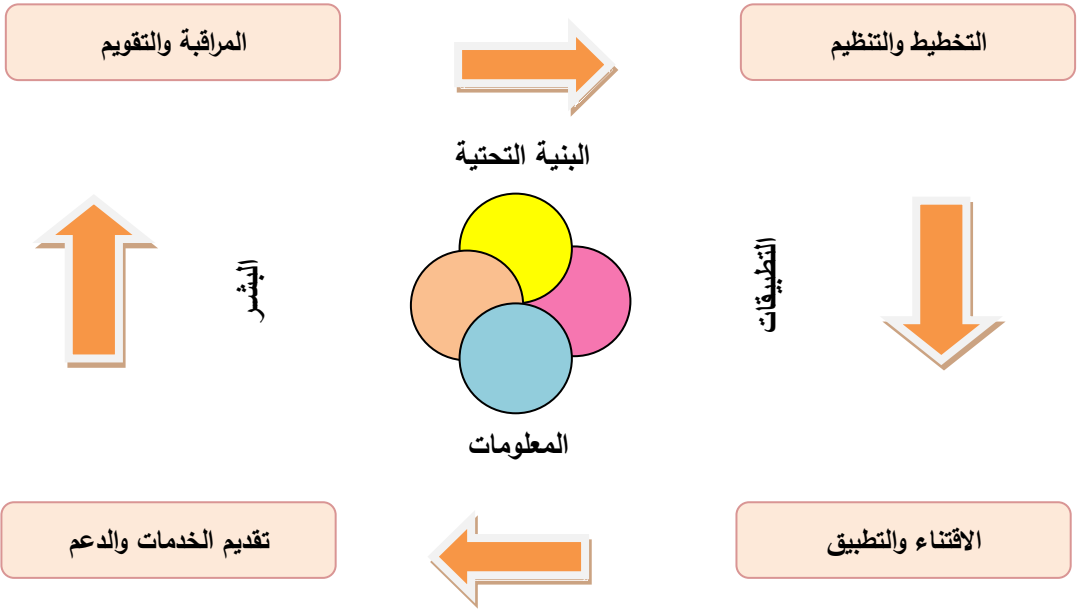 التخطيط والتنظيم
المراقبة والتقويم
البنية التحتية
التطبيقات
البشر
المعلومات
الاقتناء والتطبيق
تقديم الخدمات والدعم